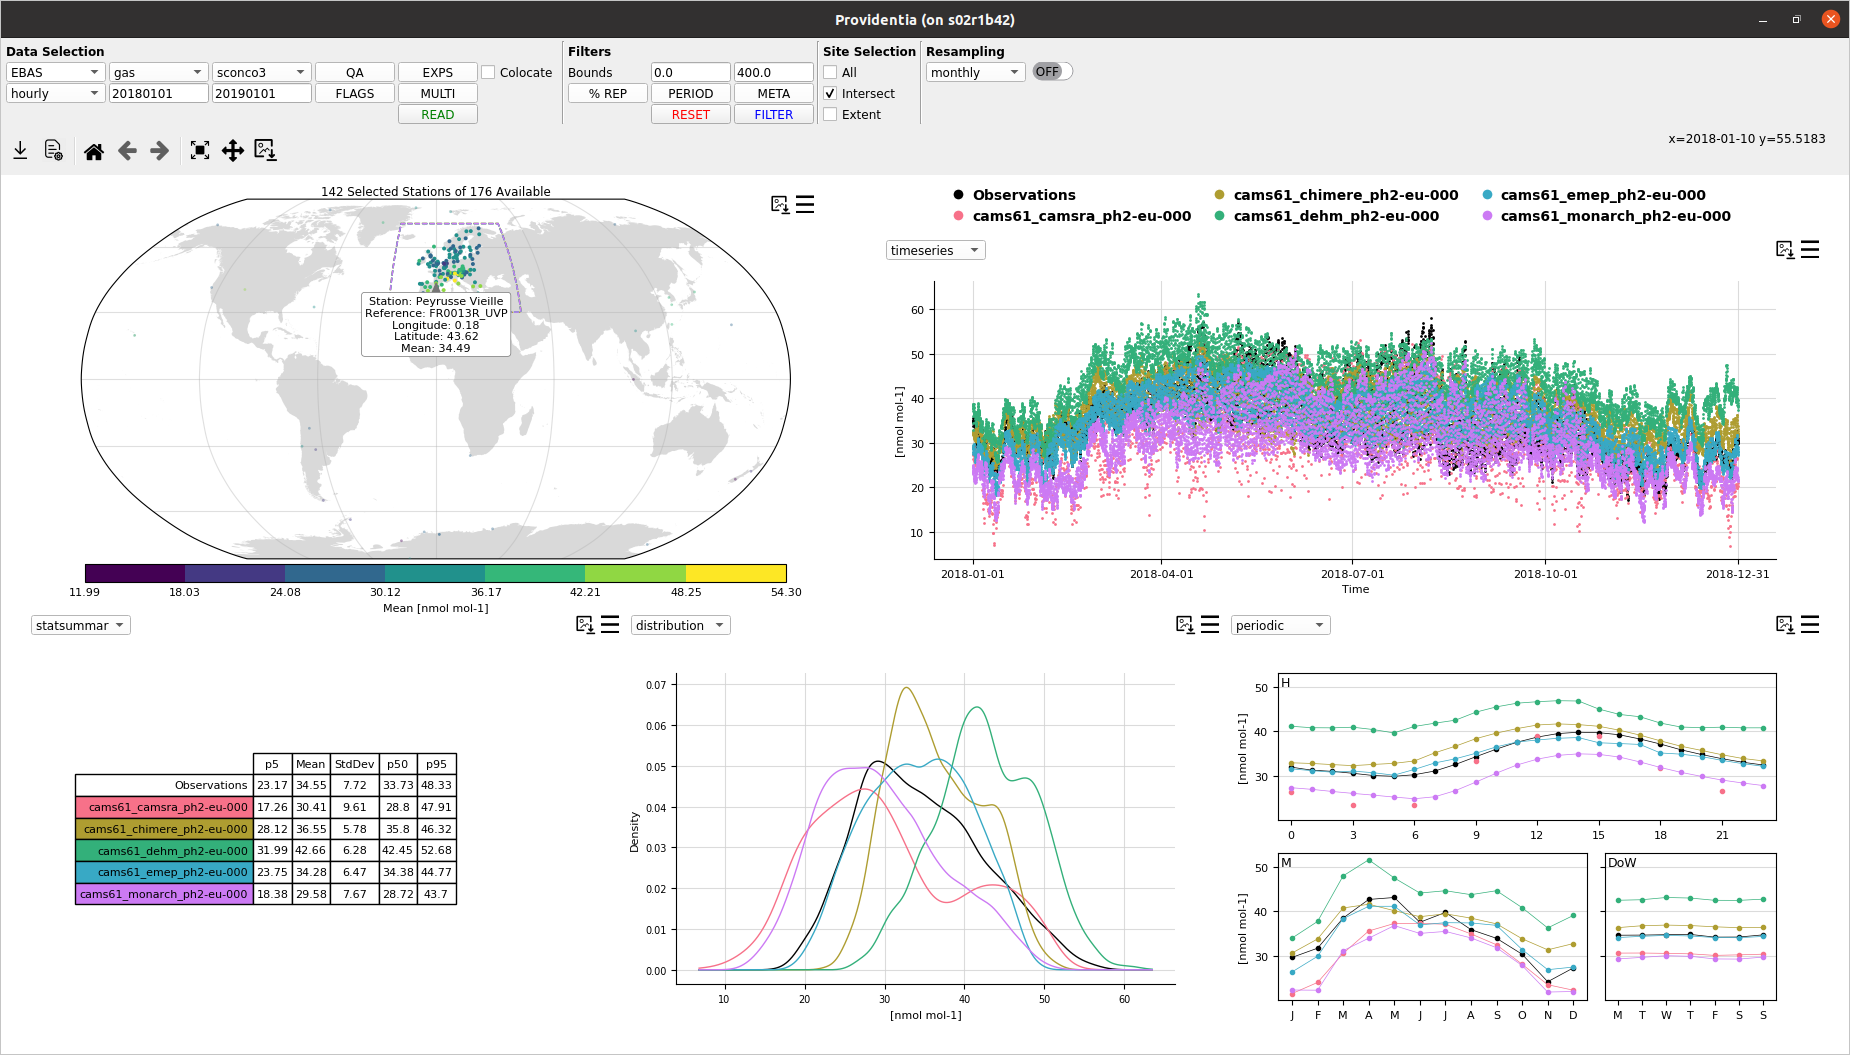 Providentia (on s02r1b42)
Data Selection
Filters
Site Selection
Resampling
EBAS gas sconco3 QA EXPS Colocate
Bounds 0.0 400.0
All
monthly OFF
hourly 20180101 20190101 FLAGS MULTI
% REP PERIOD META
Intersect
READ
RESET FILTER
Extent
x=2018-01-10 y=55.5183
142 Selected Stations of 176 Available
Station: Peyrusse Vieille
Reference: FR0013R_UVP
Longitude: 0.18
Latitude: 43.62
Mean: 34.49
11.99 18.03 24.08 30.12 36.17 42.21 48.25 54.30
Mean [nmol mol-1]
Observations cams61_chimere_ph2-eu-000 cams61_emep_ph2-eu-000
cams61_camsra_ph2-eu-000 cams61_dehm_ph2-eu-000 cams61_monarch_ph2-eu-000
timeseries
60
50
40
30
20
10
[nmol mol-1]
2018-01-01 2018-04-01 2018-07-01 2018-10-01 2018-12-31
Time
statsummar
p5 Mean StdDev p50 p95
Observations 23.17 34.55 7.72 33.73 48.33
cams61_camsra_ph2-eu-000 17.26 30.41 9.61 28.8 47.91
cams61_chimere_ph2-eu-000 28.12 36.55 5.78 35.8 46.32
cams61_dehm_ph2-eu-000 31.99 42.66 6.28 42.45 52.68
cams61_emep_ph2-eu-000 23.75 34.28 6.47 34.38 44.77
cams61_monarch_ph2-eu-000 18.38 29.58 7.67 28.72 43.7
distribution
0.07
0.06
0.05
0.04
0.03
0.02
0.01
0.00
Density
10 20 30 40 50 60
[nmol mol-1]
periodic
H
50
40
30
[nmol mol-1]
0 3 6 9 12 15 18 21
M
50
40
30
[nmol mol-1]
J F M A M J J A S O N D
DoW
M T W T F S S